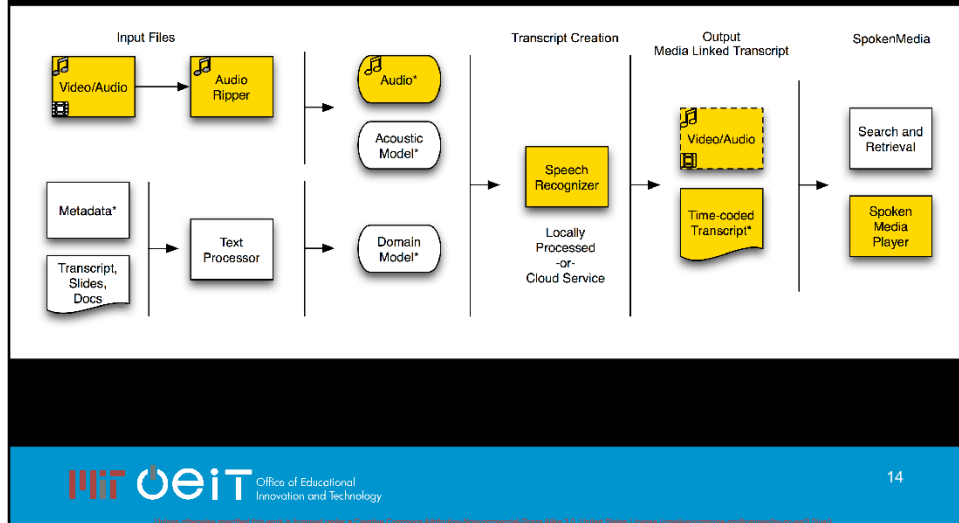 Input Files
Transcript Creation
Output
Media Linked Transcript
SpokenMedia
Video/Audio
Audio
Ripper
Audio*
Acoustic
Model*
Metadata*
Transcript,
Slides,
Docs
Text
Processor
Domain
Model*
Speech
Recognizer
Locally
Processed
-or-
Cloud Service
Video/Audio
Time-coded
Transcript*
Search and
Retrieval
Spoken
Media
Player
MIT OEIT Office of Educational
Innovation and Technology
14